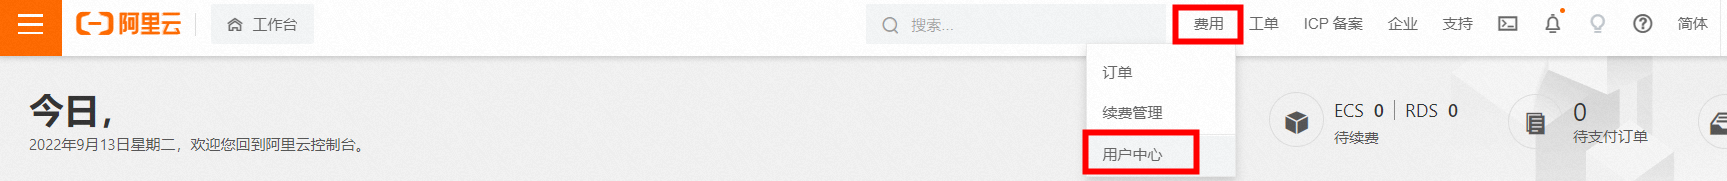 阿里云 工作台 搜索... 费用 工单 ICP 备案 企业 支持 简体
订单
续费管理
用户中心
今日，
2022年9月13日星期二，欢迎您回到阿里云控制台。
ECS 0 RDS 0
待续费
0
待支付订单